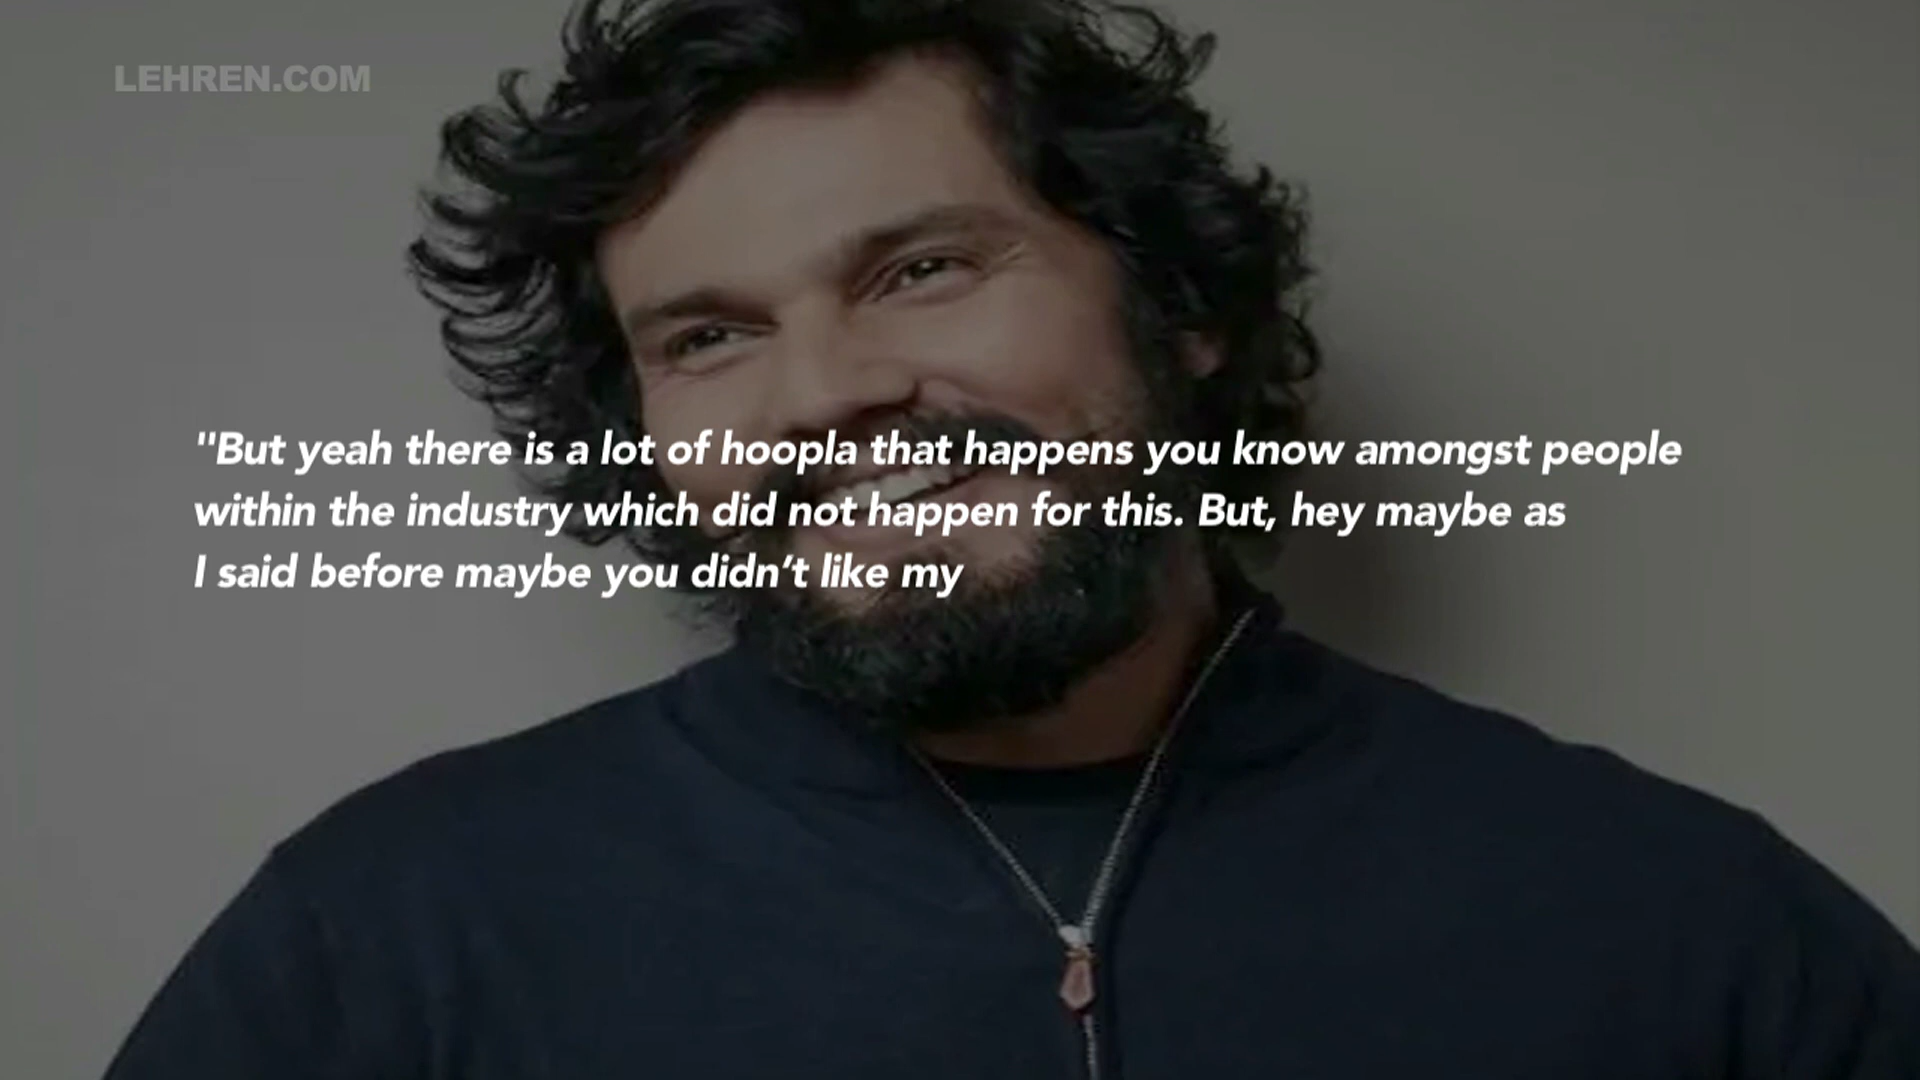 LEHREN.COM
"But yeah there is a lot of hoopla that happens you know amongst people
within the industry which did not happen for this. But, hey maybe as
I said before maybe you didn’t like my